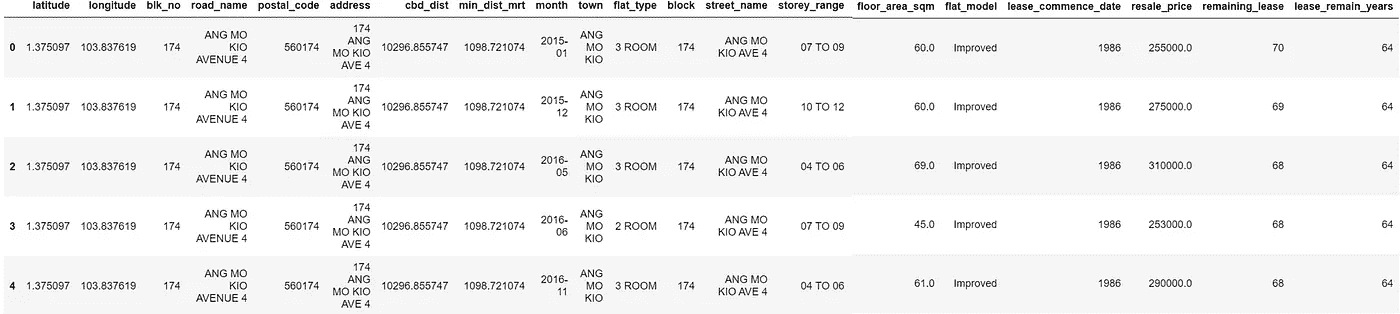 latitude longitude blk_no road_name postal_code address cbd_dist min_dist_mrt month town flat_type block street_name storey_range floor_area_sqm flat_model lease_commence_date resale_price remaining_lease lease_remain_years
0 1.375097 103.837619 174 ANG MO KIO AVENUE 4 560174 174 ANG MO KIO AVE 4 10296.855747 1098.721074 2015-01 ANG MO KIO 3 ROOM 174 ANG MO KIO AVE 4 07 TO 09 60.0 Improved 1986 255000.0 70 64
1 1.375097 103.837619 174 ANG MO KIO AVENUE 4 560174 174 ANG MO KIO AVE 4 10296.855747 1098.721074 2015-12 ANG MO KIO 3 ROOM 174 ANG MO KIO AVE 4 10 TO 12 60.0 Improved 1986 275000.0 69 64
2 1.375097 103.837619 174 ANG MO KIO AVENUE 4 560174 174 ANG MO KIO AVE 4 10296.855747 1098.721074 2016-05 ANG MO KIO 3 ROOM 174 ANG MO KIO AVE 4 04 TO 06 69.0 Improved 1986 310000.0 68 64
3 1.375097 103.837619 174 ANG MO KIO AVENUE 4 560174 174 ANG MO KIO AVE 4 10296.855747 1098.721074 2016-06 ANG MO KIO 2 ROOM 174 ANG MO KIO AVE 4 07 TO 09 45.0 Improved 1986 253000.0 68 64
4 1.375097 103.837619 174 ANG MO KIO AVENUE 4 560174 174 ANG MO KIO AVE 4 10296.855747 1098.721074 2016-11 ANG MO KIO 3 ROOM 174 ANG MO KIO AVE 4 04 TO 06 61.0 Improved 1986 290000.0 68 64